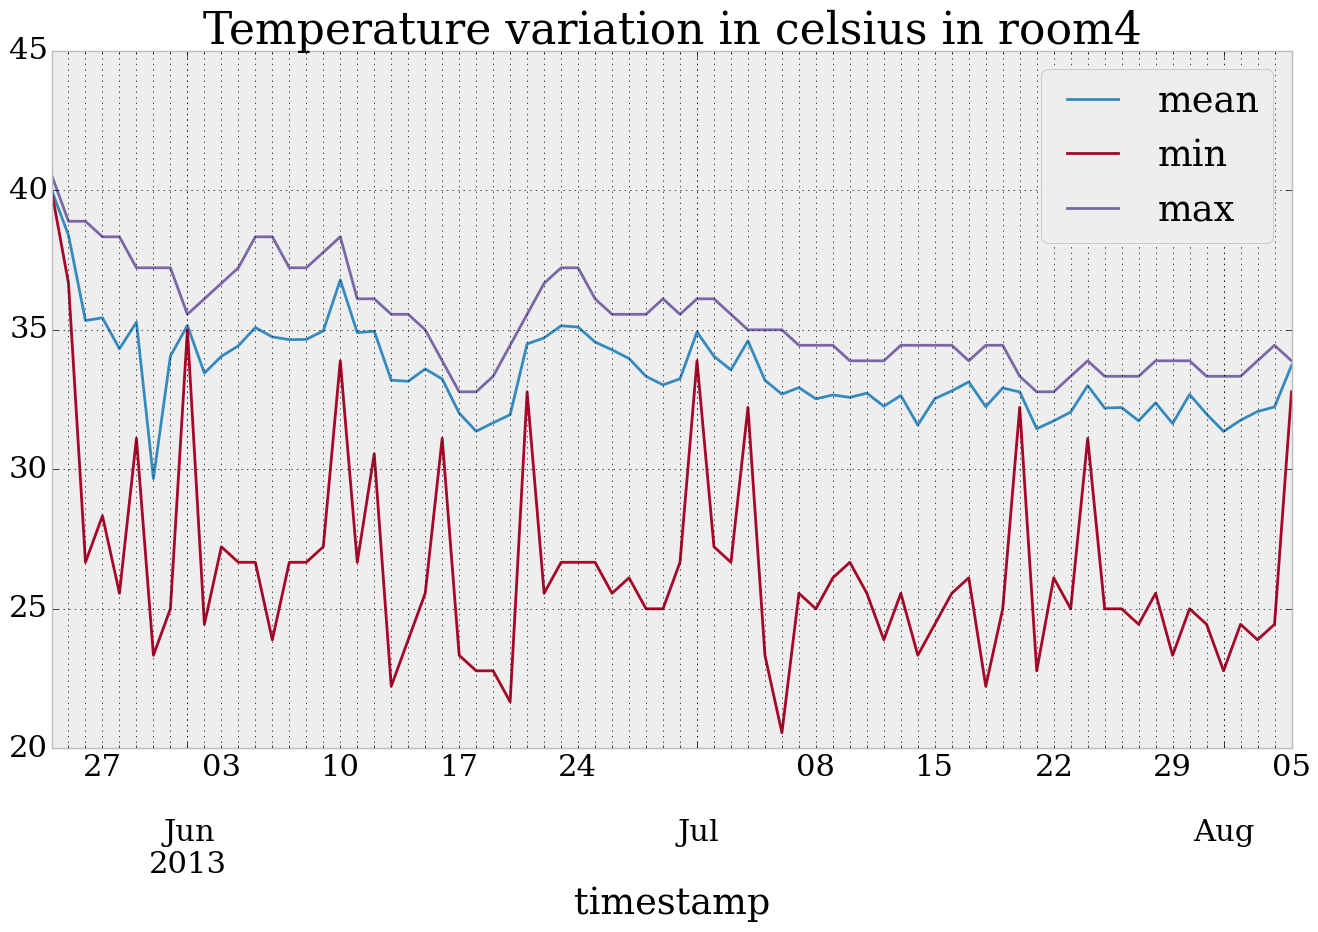 Temperature variation in celsius in room4
45
40
35
30
25
20
mean
min
max
27 03 10 17 24 08 15 22 29 05
Jun Jul Aug
2013
timestamp